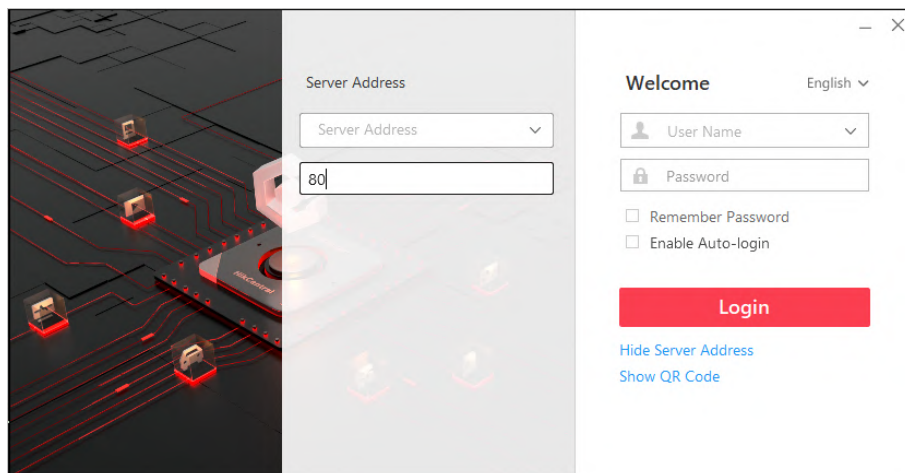 Server Address
Server Address
80
HikCentral
Welcome
English
User Name
Password
Remember Password
Enable Auto-login
Login
Hide Server Address
Show QR Code